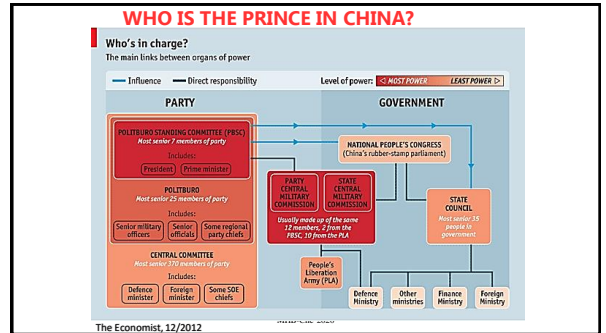 WHO IS THE PRINCE IN CHINA?
Who's in charge?
The main links between organs of power
Influence
Direct responsibility
Level of power:
◁ MOST POWER
LEAST POWER ▷
PARTY
GOVERNMENT
POLITBURO STANDING COMMITTEE (PBSC)
Most senior 7 members of party
Includes:
President
Prime minister
POLITBURO
Most senior 25 members of party
Includes:
Senior military
officers
Senior
officials
Some regional
party chiefs
CENTRAL COMMITTEE
Most senior 370 members of party
Includes:
Defence
minister
Foreign
minister
Some SOE
chiefs
NATIONAL PEOPLE'S CONGRESS
(China's rubber-stamp parliament)
PARTY
CENTRAL
MILITARY
COMMISSION
STATE
CENTRAL
MILITARY
COMMISSION
Usually made up of the same
12 members, 2 from the
PBSC, 10 from the PLA
STATE
COUNCIL
Most senior 35
people in
government
People's
Liberation
Army (PLA)
Defence
Ministry
Other
ministries
Finance
Ministry
Foreign
Ministry
The Economist, 12/2012